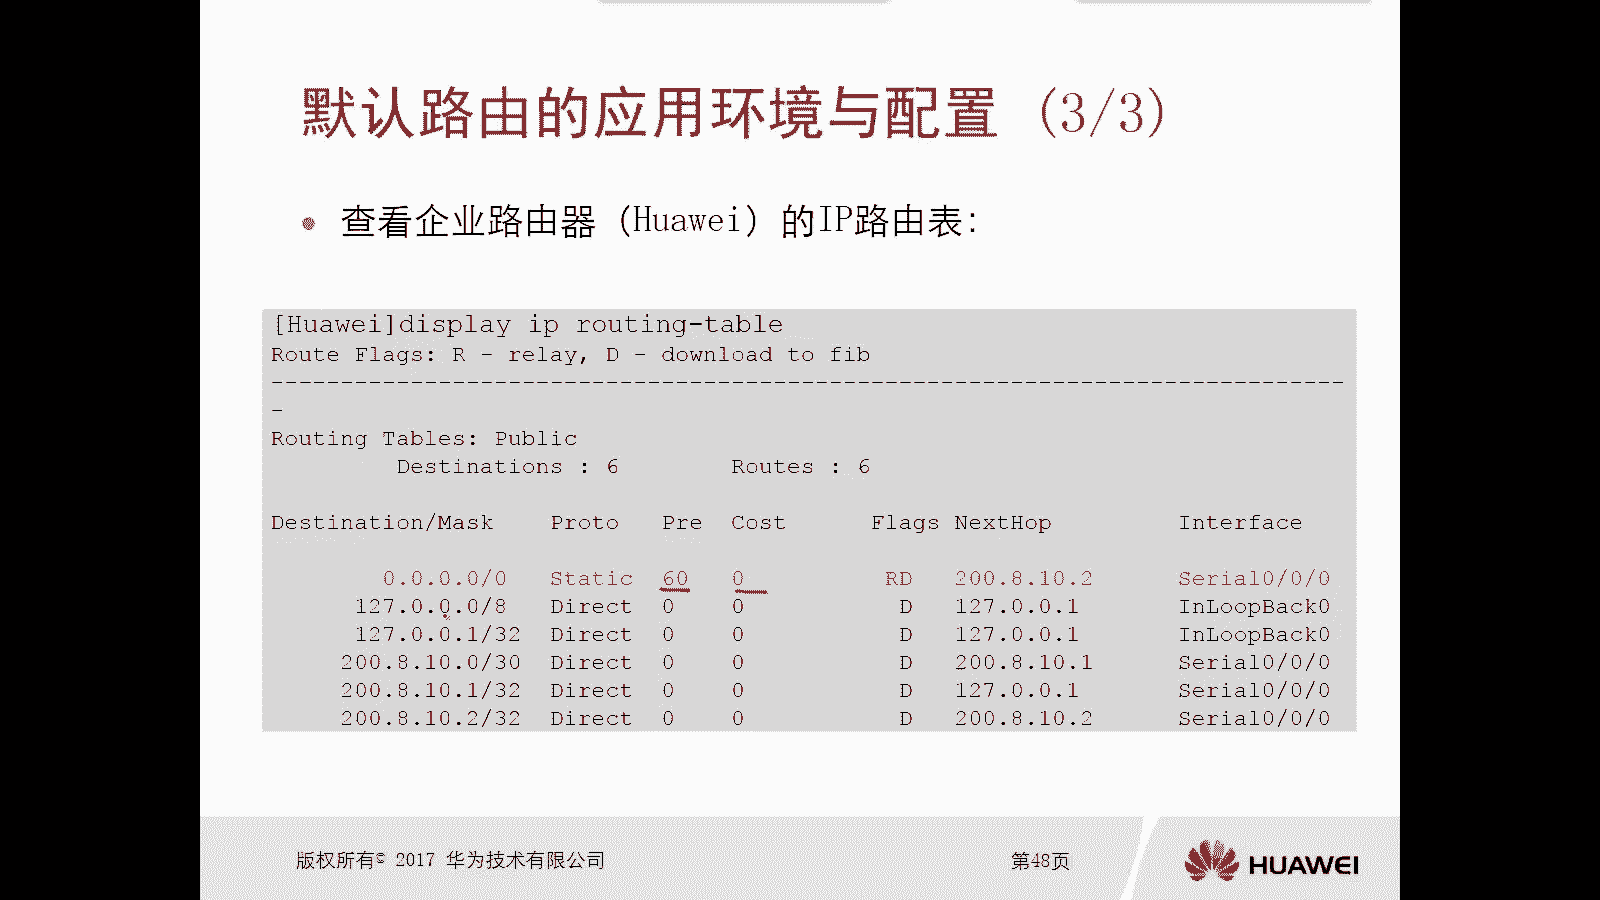 默认路由的应用环境与配置（3/3）
• 查看企业路由器（Huawei）的IP路由表：
[Huawei]display ip routing-table
Route Flags: R - relay, D - download to fib
-----------------------------------------------------------------------------
-
Routing Tables: Public
Destinations : 6 Routes : 6
Destination/Mask Proto Pre Cost Flags NextHop Interface
0.0.0.0/0 Static 60 0 RD 200.8.10.2 Serial0/0/0
127.0.0.0/8 Direct 0 0 D 127.0.0.1 InLoopBack0
127.0.0.1/32 Direct 0 0 D 127.0.0.1 InLoopBack0
200.8.10.0/30 Direct 0 0 D 200.8.10.1 Serial0/0/0
200.8.10.1/32 Direct 0 0 D 127.0.0.1 Serial0/0/0
200.8.10.2/32 Direct 0 0 D 200.8.10.2 Serial0/0/0
版权所有© 2017 华为技术有限公司
第48页
HUAWEI